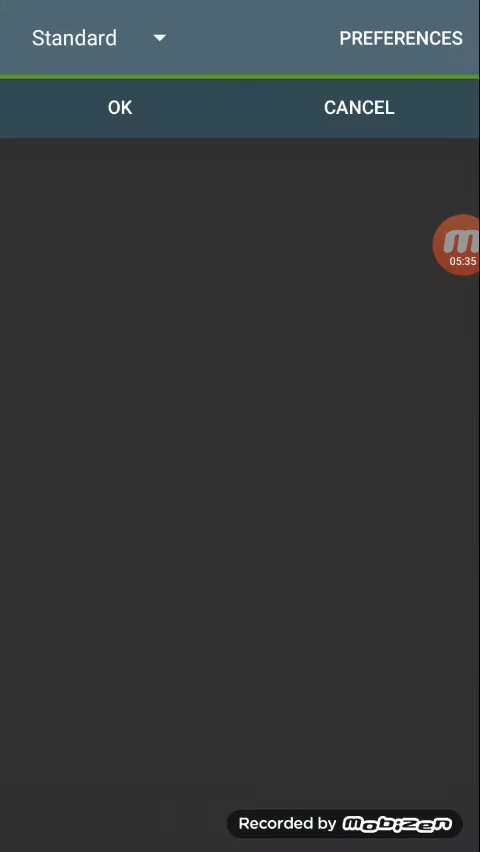 Standard
PREFERENCES
OK
CANCEL
05:35
Recorded by mobizen